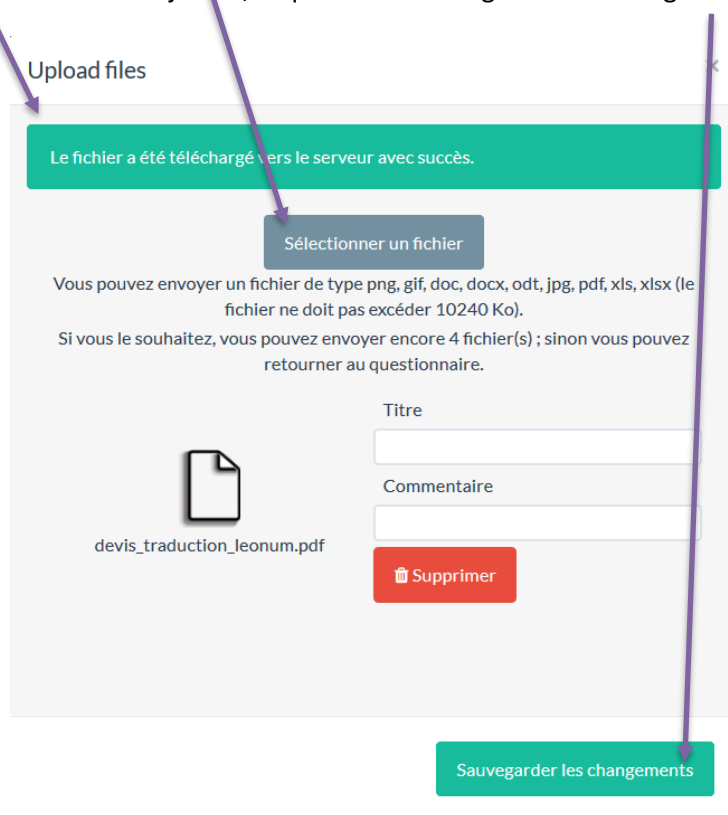 Upload files
×
Le fichier a été téléchargé vers le serveur avec succès.
Sélectionner un fichier
Vous pouvez envoyer un fichier de type png, gif, doc, docx, odt, jpg, pdf, xls, xlsx (le
fichier ne doit pas excéder 10240 Ko).
Si vous le souhaitez, vous pouvez envoyer encore 4 fichier(s) ; sinon vous pouvez
retourner au questionnaire.
Titre
Commentaire
devis_traduction_leonum.pdf
Supprimer
Sauvegarder les changements